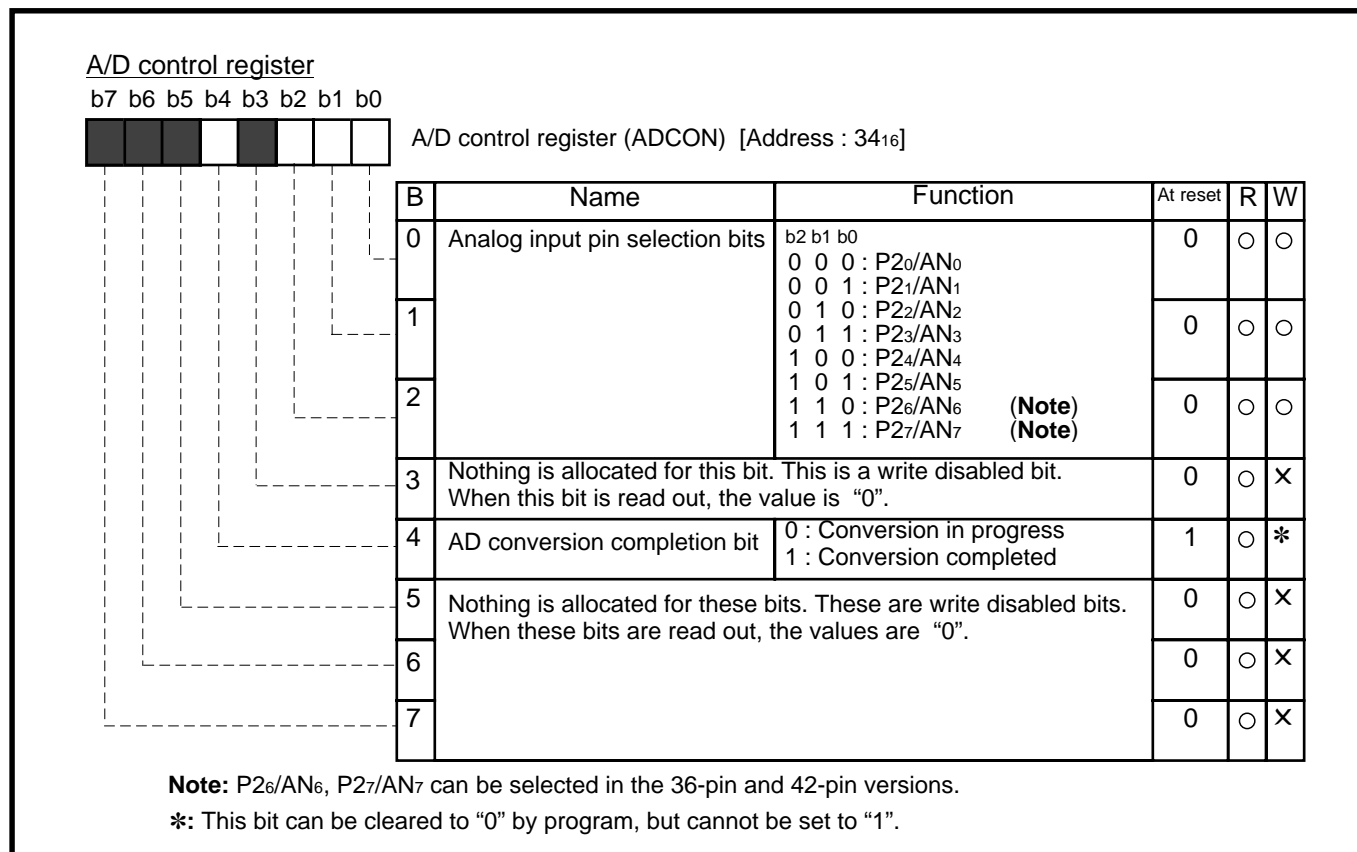 A/D control register
b7 b6 b5 b4 b3 b2 b1 b0
A/D control register (ADCON) [Address : 3416]
B Name Function At reset R W
0 Analog input pin selection bits b2 b1 b0 0 ○ ○
0 0 0 : P20/AN0
0 0 1 : P21/AN1
0 1 0 : P22/AN2
1 0 1 1 : P23/AN3 0 ○ ○
1 0 0 : P24/AN4
1 0 1 : P25/AN5
2 1 1 0 : P26/AN6 (Note) 0 ○ ○
1 1 1 : P27/AN7 (Note)
3 Nothing is allocated for this bit. This is a write disabled bit. 0 ○ ×
When this bit is read out, the value is “0”.
4 AD conversion completion bit 0 : Conversion in progress 1 ○ ✻
1 : Conversion completed
5 Nothing is allocated for these bits. These are write disabled bits. 0 ○ ×
When these bits are read out, the values are “0”.
6 0 ○ ×
7 0 ○ ×
Note: P26/AN6, P27/AN7 can be selected in the 36-pin and 42-pin versions.
✻: This bit can be cleared to “0” by program, but cannot be set to “1”.